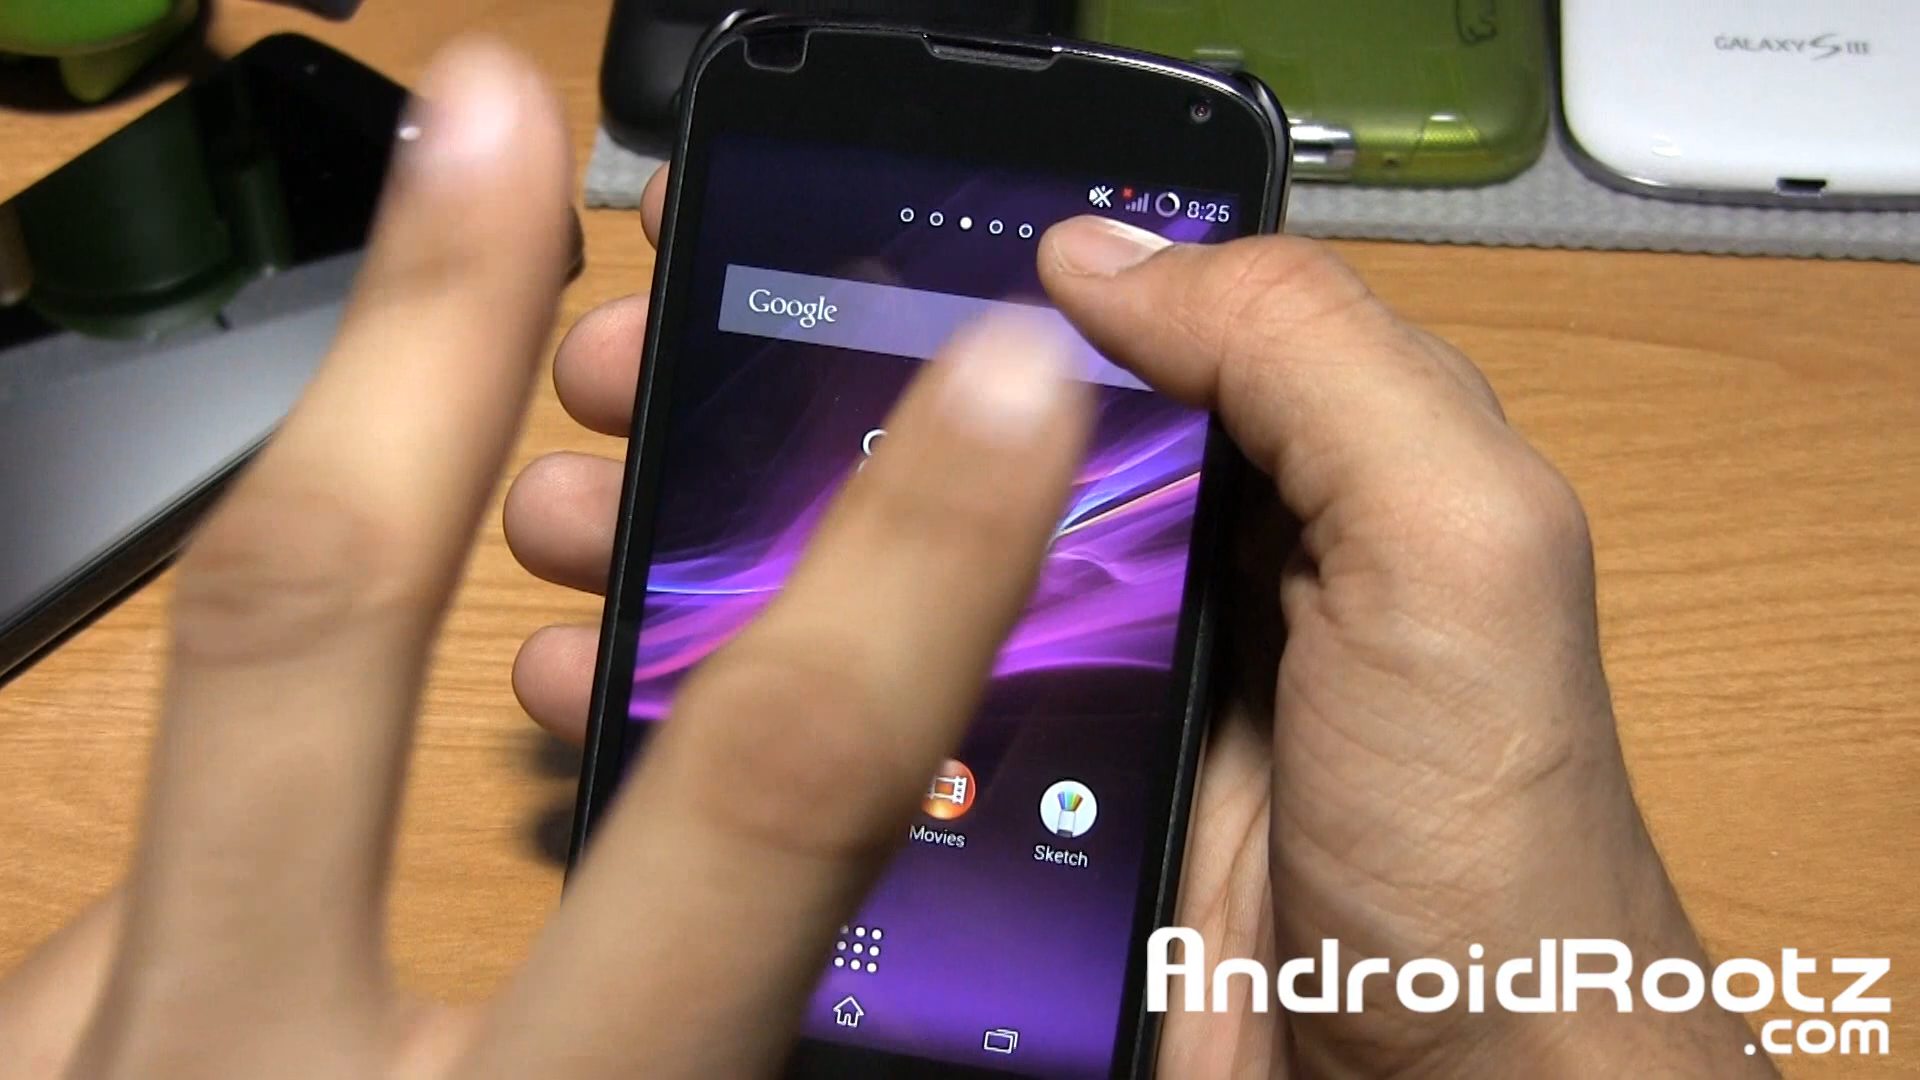 GALAXY S III
8:25
Google
Movies
Sketch
AndroidRootz
.com